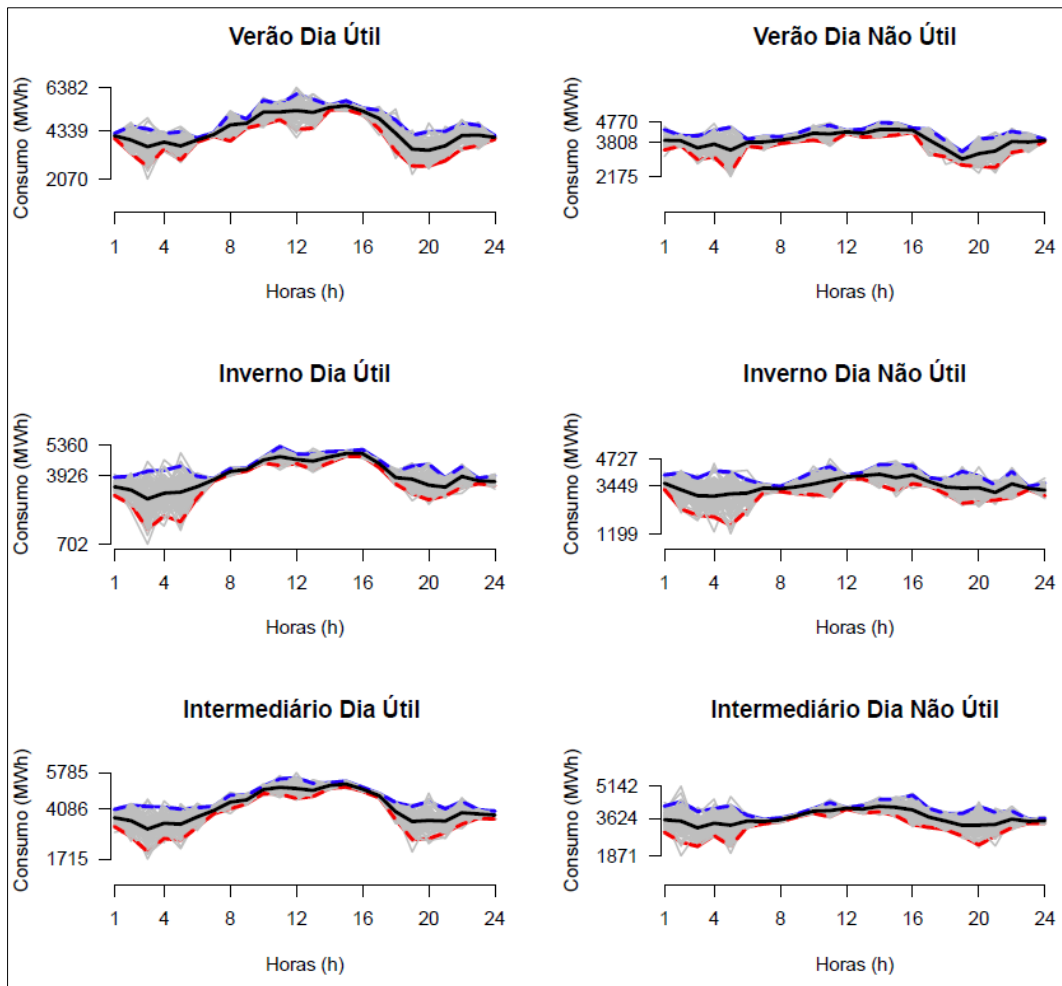 Verão Dia Útil
Consumo (MWh)
6382
4339
2070
1 4 8 12 16 20 24
Horas (h)
Verão Dia Não Útil
Consumo (MWh)
4770
3808
2175
1 4 8 12 16 20 24
Horas (h)
Inverno Dia Útil
Consumo (MWh)
5360
3926
702
1 4 8 12 16 20 24
Horas (h)
Inverno Dia Não Útil
Consumo (MWh)
4727
3449
1199
1 4 8 12 16 20 24
Horas (h)
Intermediário Dia Útil
Consumo (MWh)
5785
4086
1715
1 4 8 12 16 20 24
Horas (h)
Intermediário Dia Não Útil
Consumo (MWh)
5142
3624
1871
1 4 8 12 16 20 24
Horas (h)